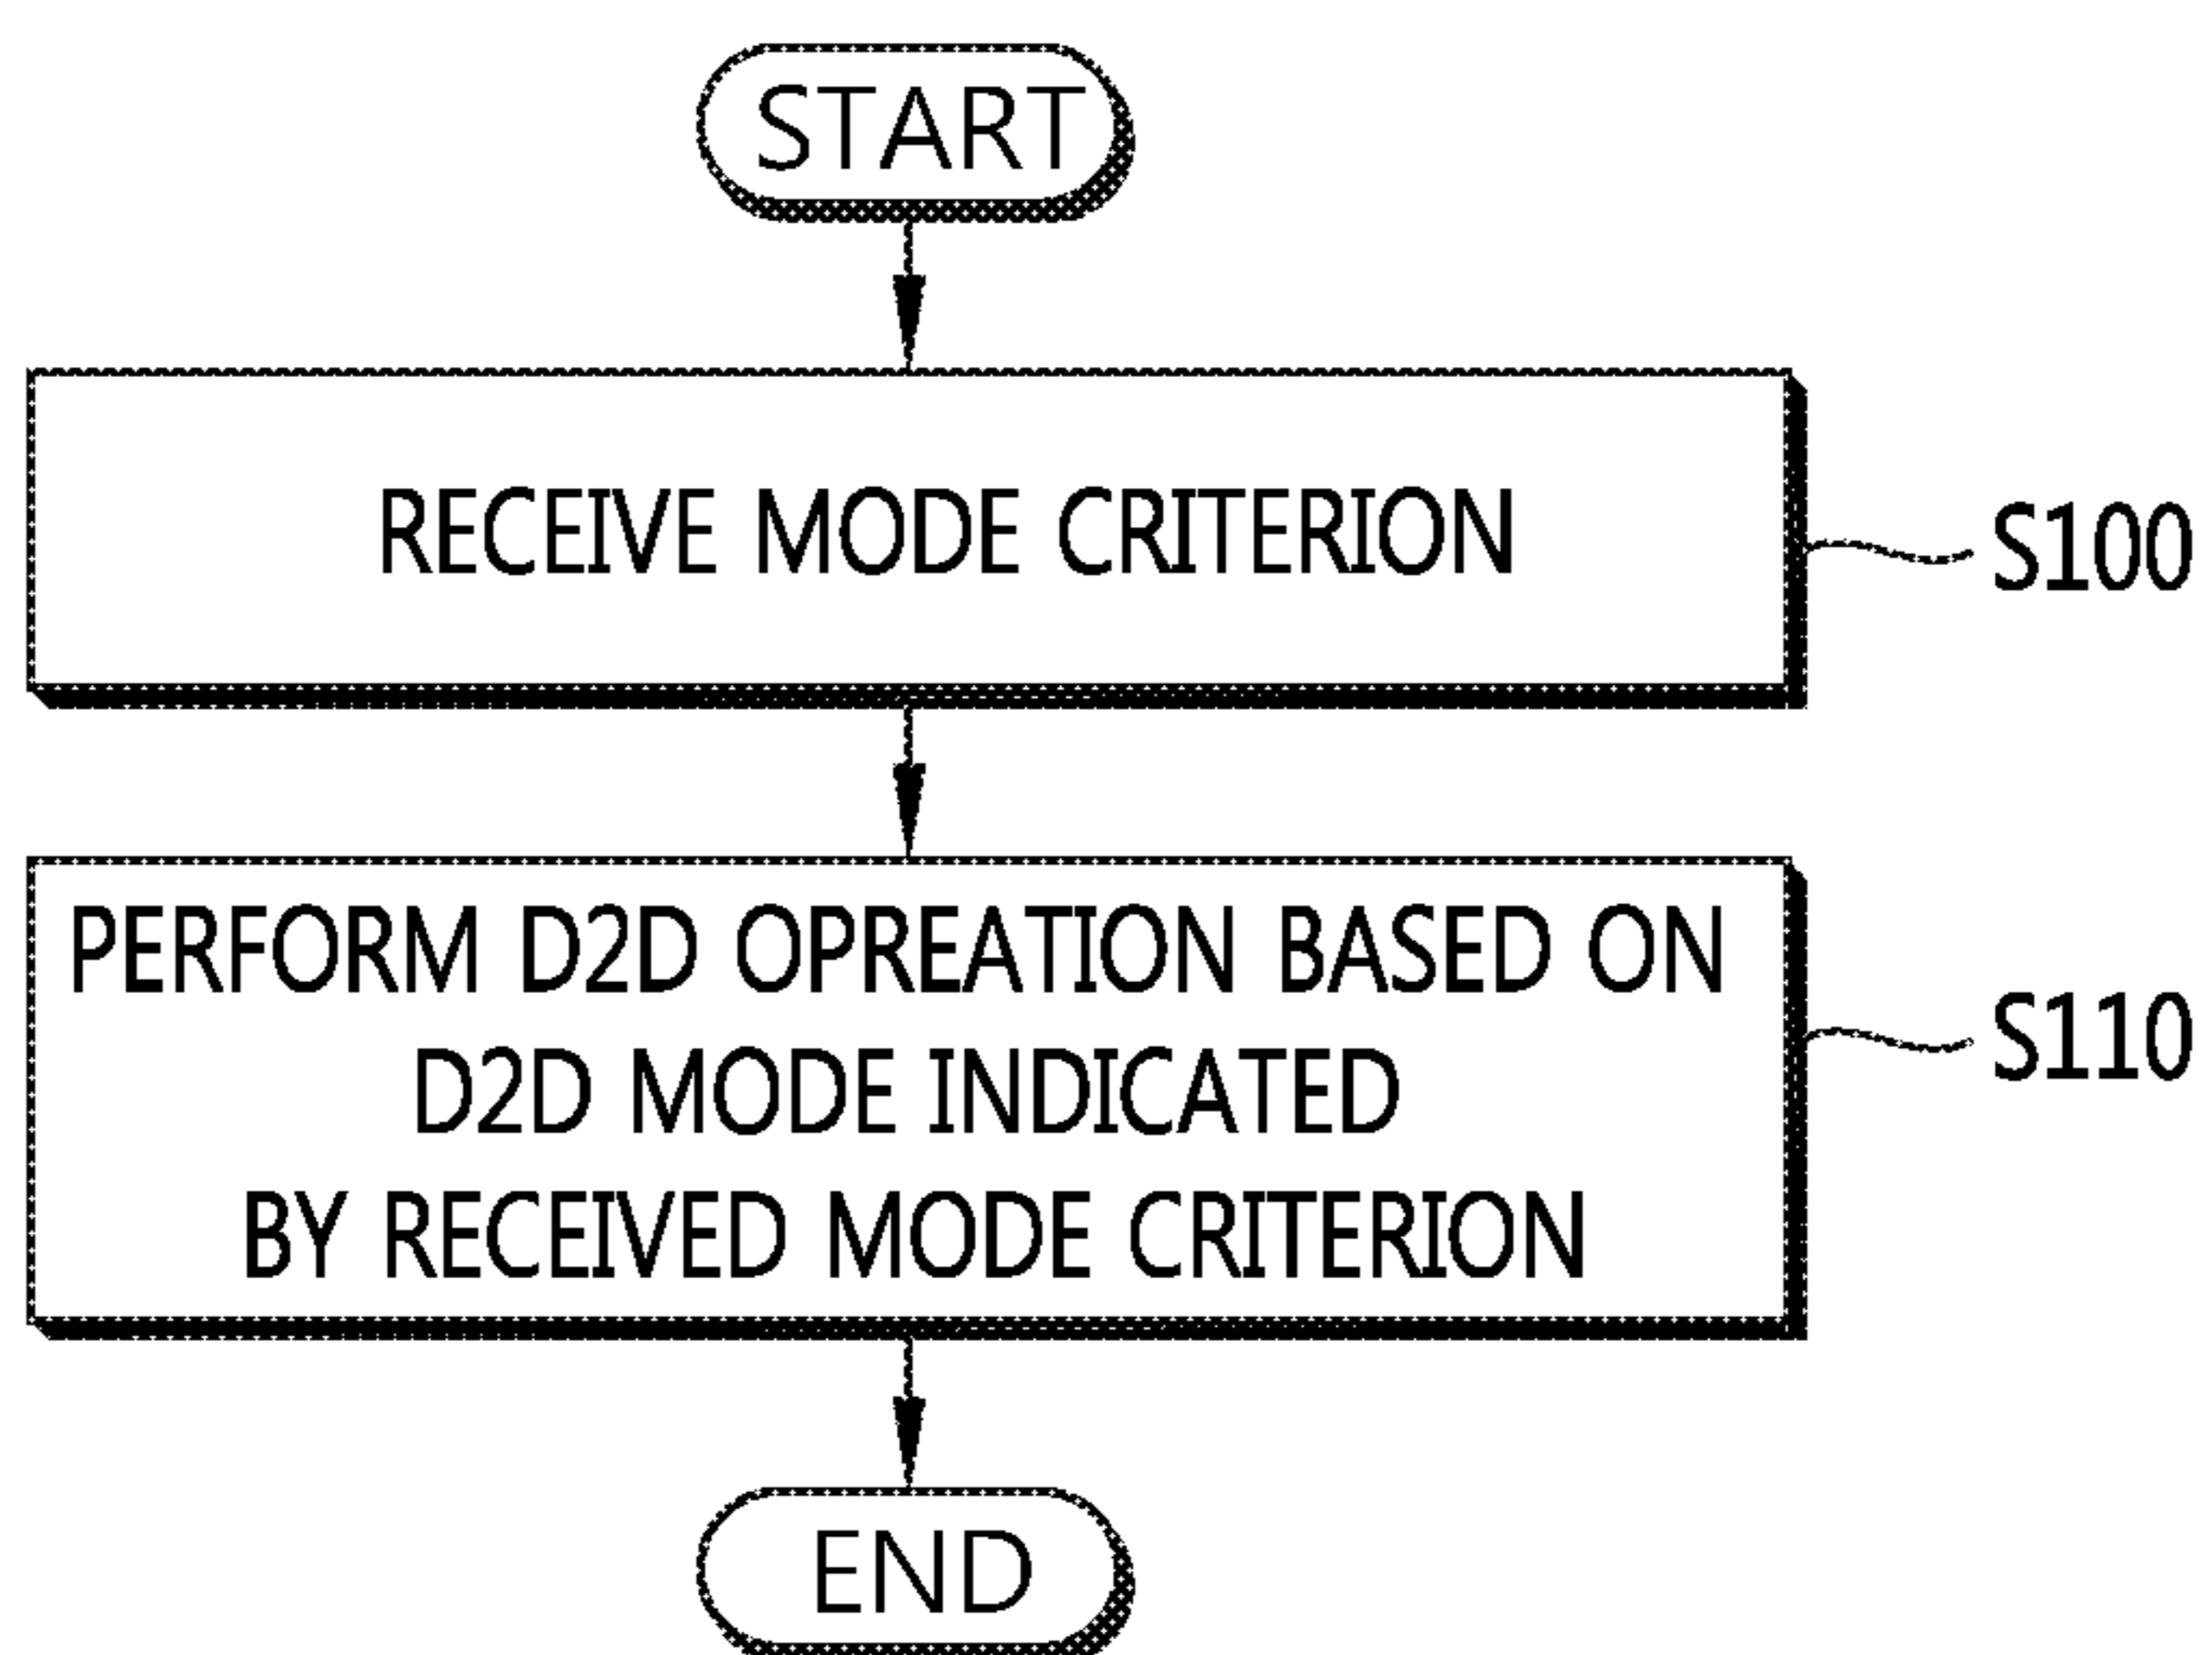 START
RECEIVE MODE CRITERION
S100
PERFORM D2D OPREATION BASED ON
D2D MODE INDICATED
BY RECEIVED MODE CRITERION
S110
END